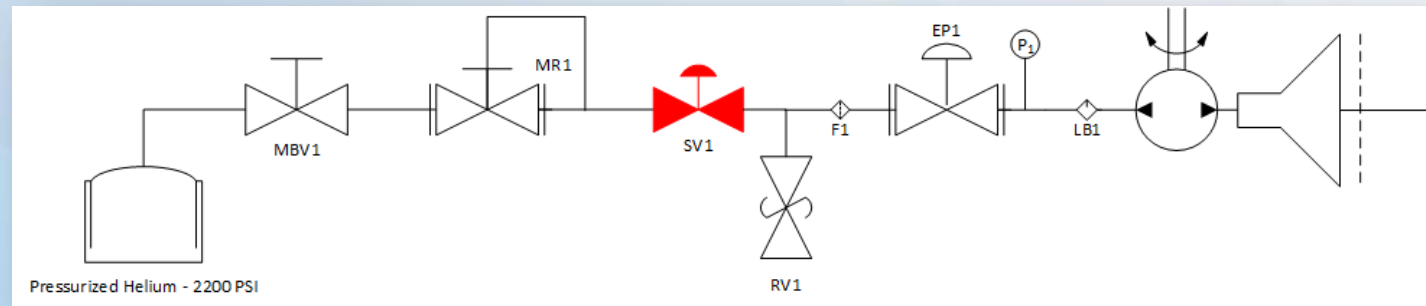 EP1
P1
MR1
MBV1
SV1
F1
LB1
Pressurized Helium - 2200 PSI
RV1